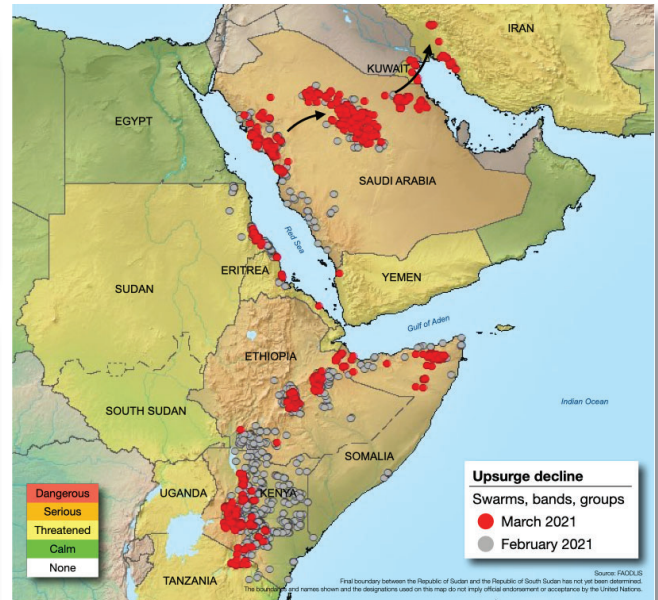 IRAN
KUWAIT
EGYPT
SAUDI ARABIA
Red Sea
ERITREA
SUDAN
YEMEN
Gulf of Aden
ETHIOPIA
SOUTH SUDAN
Indian Ocean
SOMALIA
UGANDA
KENYA
TANZANIA
Dangerous
Serious
Threatened
Calm
None
Upsurge decline
Swarms, bands, groups
March 2021
February 2021
Source: FAODLIS
Final boundary between the Republic of Sudan and the Republic of South Sudan has not yet been determined.
The boundaries and names shown and the designations used on this map do not imply official endorsement or acceptance by the United Nations.